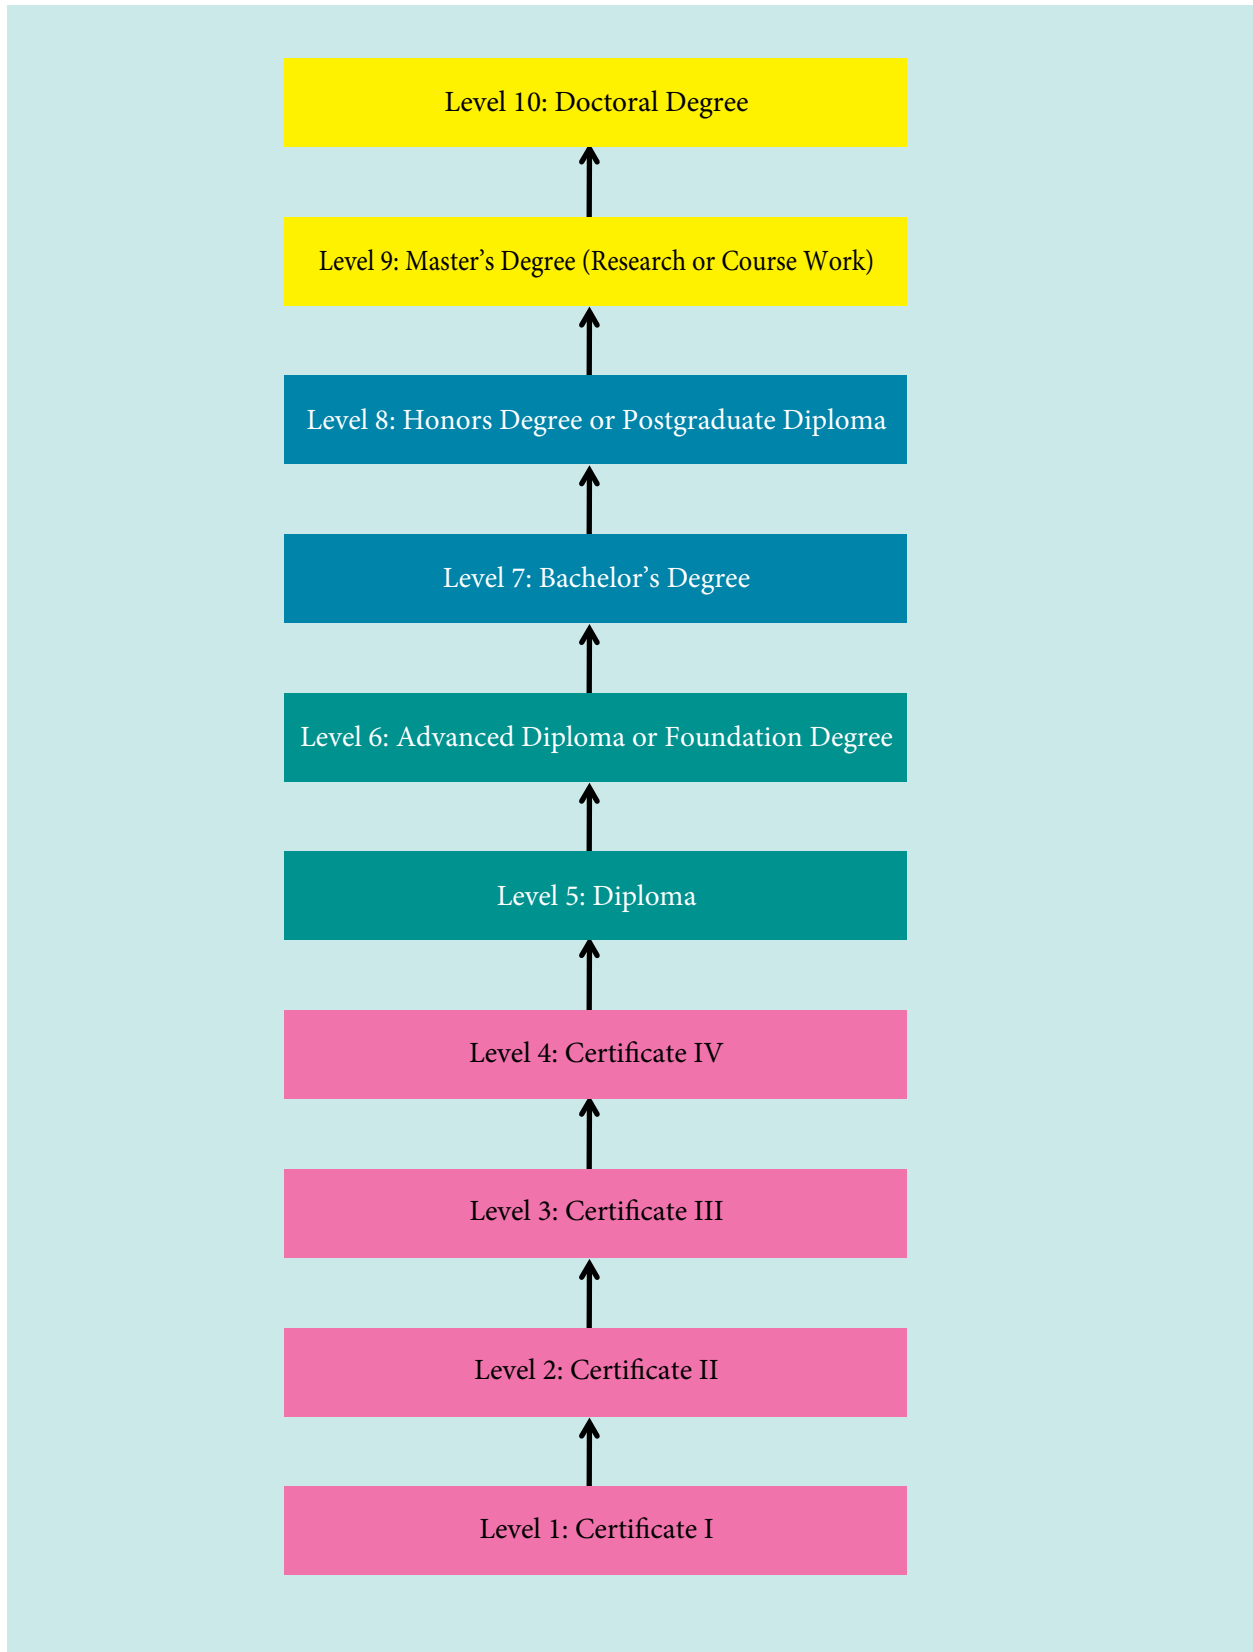 Level 10: Doctoral Degree
Level 9: Master’s Degree (Research or Course Work)
Level 8: Honors Degree or Postgraduate Diploma
Level 7: Bachelor’s Degree
Level 6: Advanced Diploma or Foundation Degree
Level 5: Diploma
Level 4: Certificate IV
Level 3: Certificate III
Level 2: Certificate II
Level 1: Certificate I